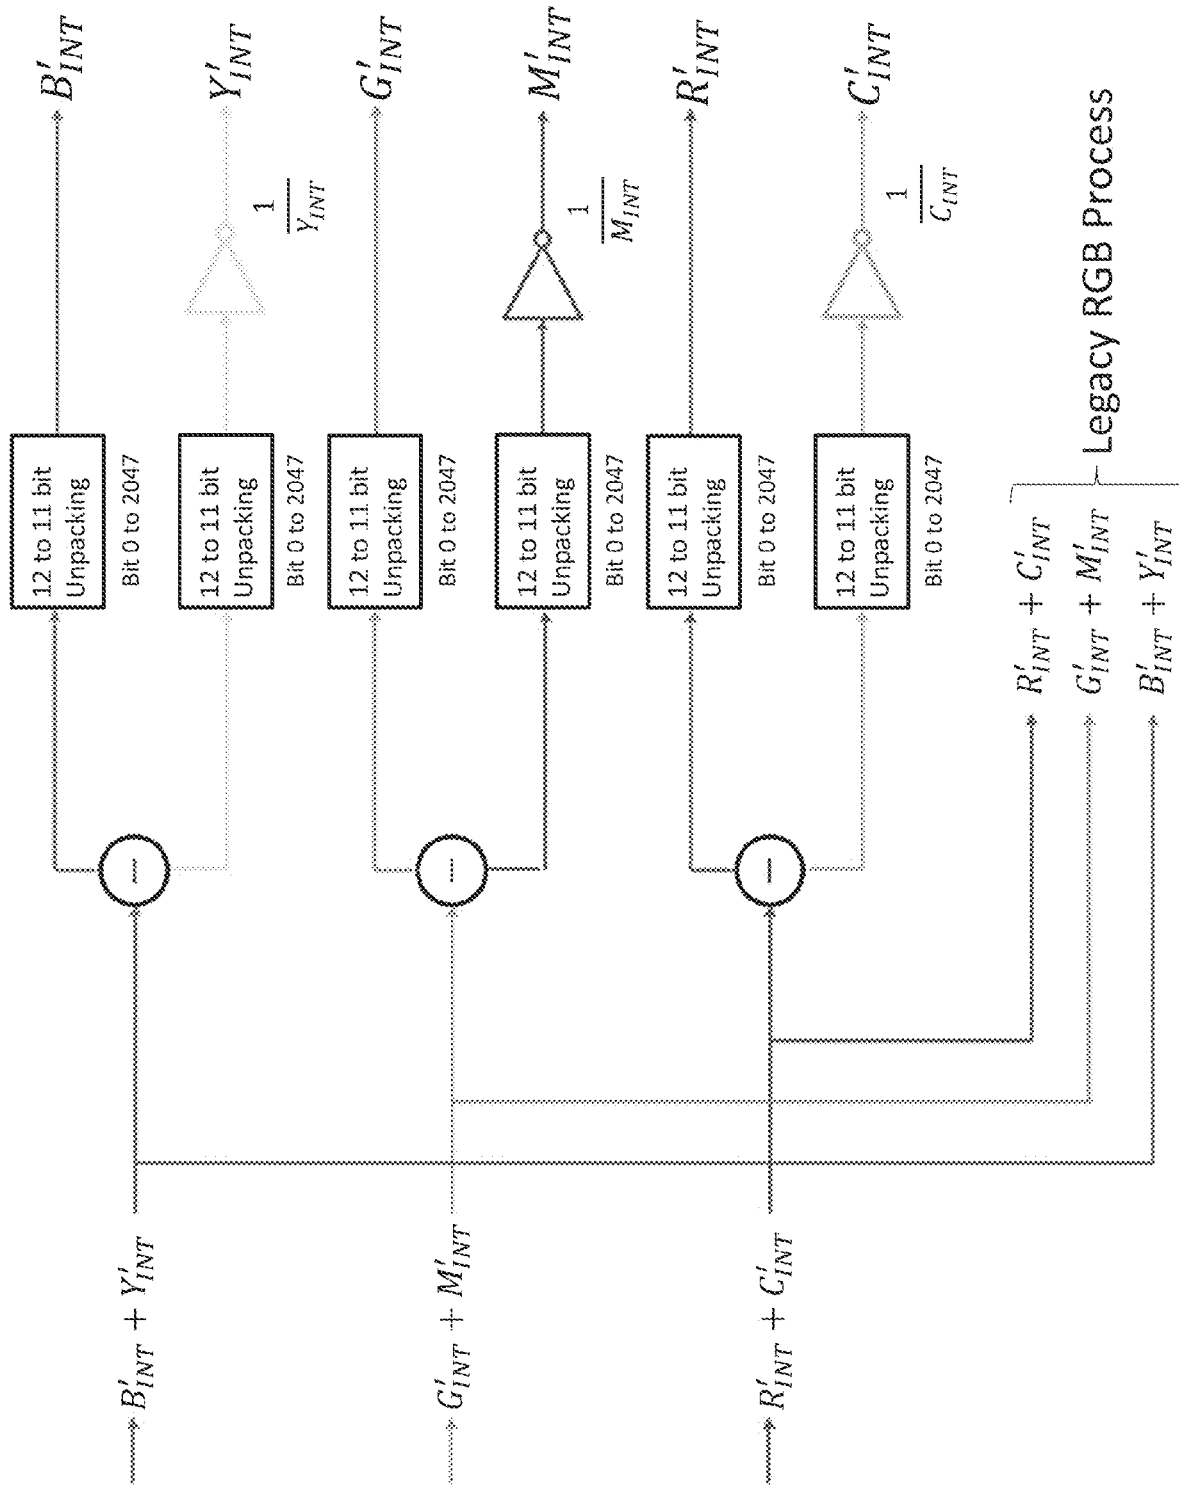 B'INT + Y'INT
G'INT + M'INT
R'INT + C'INT
−
−
−
12 to 11 bit
Unpacking
Bit 0 to 2047
12 to 11 bit
Unpacking
Bit 0 to 2047
12 to 11 bit
Unpacking
Bit 0 to 2047
12 to 11 bit
Unpacking
Bit 0 to 2047
12 to 11 bit
Unpacking
Bit 0 to 2047
12 to 11 bit
Unpacking
Bit 0 to 2047
1
YINT
1
MINT
1
CINT
B'INT
Y'INT
G'INT
M'INT
R'INT
C'INT
R'INT + C'INT
G'INT + M'INT
B'INT + Y'INT
Legacy RGB Process